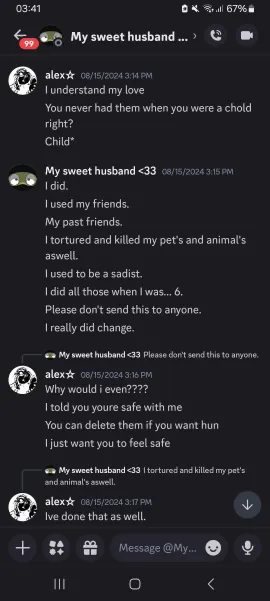 03:41
67%
99
My sweet husband ...
alex☆ 08/15/2024 3:14 PM
I understand my love
You never had them when you were a chold
right?
Child*
My sweet husband <33 08/15/2024 3:15 PM
I did.
I used my friends.
My past friends.
I tortured and killed my pet's and animal's
aswell.
I used to be a sadist.
I did all those when I was... 6.
Please don't send this to anyone.
I really did change.
My sweet husband <33 Please don't send this to anyone.
alex☆ 08/15/2024 3:16 PM
Why would i even????
I told you youre safe with me
You can delete them if you want hun
I just want you to feel safe
My sweet husband <33 I tortured and killed my pet's
and animal's aswell.
alex☆ 08/15/2024 3:17 PM
Ive done that as well.
Message @My...